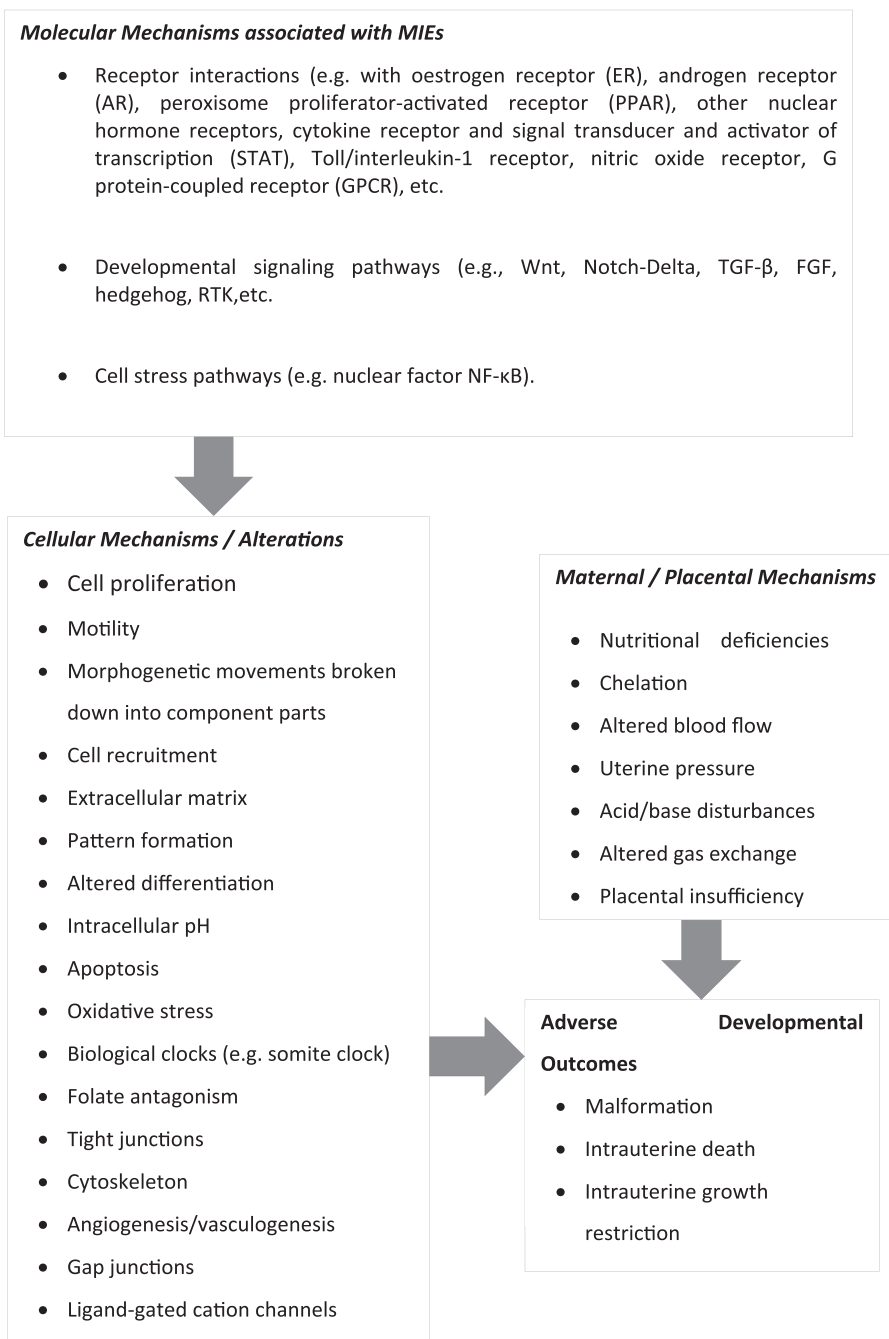 Molecular Mechanisms associated with MIEs
• Receptor interactions (e.g. with oestrogen receptor (ER), androgen receptor
(AR), peroxisome proliferator-activated receptor (PPAR), other nuclear
hormone receptors, cytokine receptor and signal transducer and activator of
transcription (STAT), Toll/interleukin-1 receptor, nitric oxide receptor, G
protein-coupled receptor (GPCR), etc.
• Developmental signaling pathways (e.g., Wnt, Notch-Delta, TGF-β, FGF,
hedgehog, RTK,etc.
• Cell stress pathways (e.g. nuclear factor NF-κB).
Cellular Mechanisms / Alterations
• Cell proliferation
• Motility
• Morphogenetic movements broken
down into component parts
• Cell recruitment
• Extracellular matrix
• Pattern formation
• Altered differentiation
• Intracellular pH
• Apoptosis
• Oxidative stress
• Biological clocks (e.g. somite clock)
• Folate antagonism
• Tight junctions
• Cytoskeleton
• Angiogenesis/vasculogenesis
• Gap junctions
• Ligand-gated cation channels
Maternal / Placental Mechanisms
• Nutritional deficiencies
• Chelation
• Altered blood flow
• Uterine pressure
• Acid/base disturbances
• Altered gas exchange
• Placental insufficiency
Adverse Developmental
Outcomes
• Malformation
• Intrauterine death
• Intrauterine growth
restriction